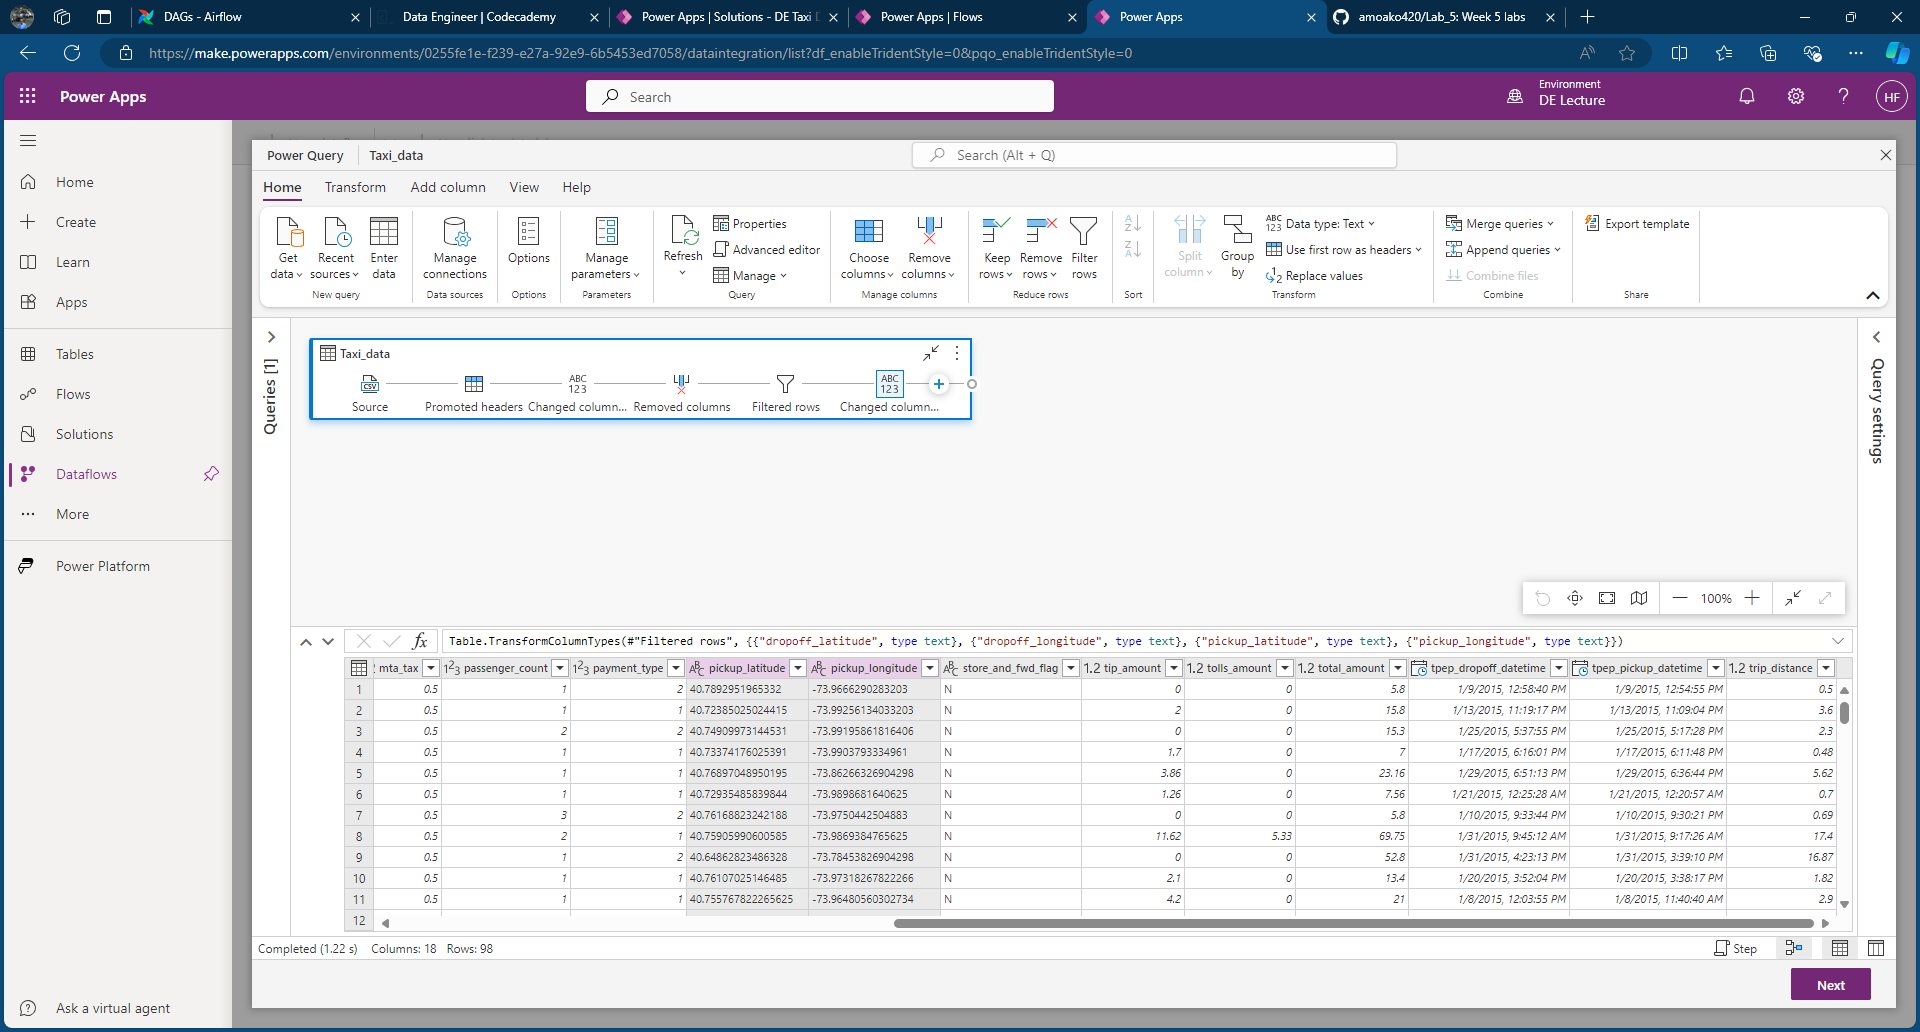 DAGs - Airflow
Data Engineer | Codecademy
Power Apps | Solutions - DE Taxi D
Power Apps | Flows
Power Apps
amoako420/Lab_5: Week 5 labs
https://make.powerapps.com/environments/0255fe1e-f239-e27a-92e9-6b5453ed7058/dataintegration/list?df_enableTridentStyle=0&pqo_enableTridentStyle=0
Power Apps
Search
Environment
DE Lecture
HF
Home
Create
Learn
Apps
Tables
Flows
Solutions
Dataflows
More
Power Platform
Ask a virtual agent
Power Query
Taxi_data
Search (Alt + Q)
Home
Transform
Add column
View
Help
Get data
Recent sources
Enter data
New query
Manage connections
Data sources
Options
Options
Manage parameters
Parameters
Refresh
Properties
Advanced editor
Manage
Query
Choose columns
Remove columns
Manage columns
Keep rows
Remove rows
Filter rows
Reduce rows
Sort
Split column
Group by
Data type: Text
Use first row as headers
Replace values
Transform
Merge queries
Append queries
Combine files
Combine
Export template
Share
Queries [1]
Taxi_data
Source
Promoted headers
Changed column...
Removed columns
Filtered rows
Changed column...
Query settings
100%
Table.TransformColumnTypes(#"Filtered rows", {{"dropoff_latitude", type text}, {"dropoff_longitude", type text}, {"pickup_latitude", type text}, {"pickup_longitude", type text}})
mta_tax passenger_count payment_type pickup_latitude pickup_longitude store_and_fwd_flag 1.2 tip_amount 1.2 tolls_amount 1.2 total_amount tpep_dropoff_datetime tpep_pickup_datetime 1.2 trip_distance
1 0.5 1 2 40.7892951965332 -73.9666290283203 N 0 0 5.8 1/9/2015, 12:58:40 PM 1/9/2015, 12:54:55 PM 0.5
2 0.5 1 1 40.72385025024415 -73.99256134033203 N 2 0 15.8 1/13/2015, 11:19:17 PM 1/13/2015, 11:09:04 PM 3.6
3 0.5 2 2 40.74909973144531 -73.99195861816406 N 0 0 15.3 1/25/2015, 5:37:55 PM 1/25/2015, 5:17:28 PM 2.3
4 0.5 1 1 40.73374176025391 -73.9903793334961 N 1.7 0 7 1/17/2015, 6:16:01 PM 1/17/2015, 6:11:48 PM 0.48
5 0.5 1 1 40.76897048950195 -73.86266326904298 N 3.86 0 23.16 1/29/2015, 6:51:13 PM 1/29/2015, 6:36:44 PM 5.62
6 0.5 1 1 40.72935485839844 -73.9898681640625 N 1.26 0 7.56 1/21/2015, 12:25:28 AM 1/21/2015, 12:20:57 AM 0.7
7 0.5 3 2 40.76168823242188 -73.9750442504883 N 0 0 5.8 1/10/2015, 9:33:44 PM 1/10/2015, 9:30:21 PM 0.69
8 0.5 2 1 40.75905990600585 -73.9869384765625 N 11.62 5.33 69.75 1/31/2015, 9:45:12 AM 1/31/2015, 9:17:26 AM 17.4
9 0.5 1 2 40.64862823486328 -73.78453826904298 N 0 0 52.8 1/31/2015, 4:23:13 PM 1/31/2015, 3:39:10 PM 16.87
10 0.5 1 1 40.76107025146485 -73.97318267822266 N 2.1 0 13.4 1/20/2015, 3:52:04 PM 1/20/2015, 3:38:17 PM 1.82
11 0.5 1 1 40.755767822265625 -73.96480560302734 N 4.2 0 21 1/8/2015, 12:03:55 PM 1/8/2015, 11:40:40 AM 2.9
12
Completed (1.22 s) Columns: 18 Rows: 98
Step
Next